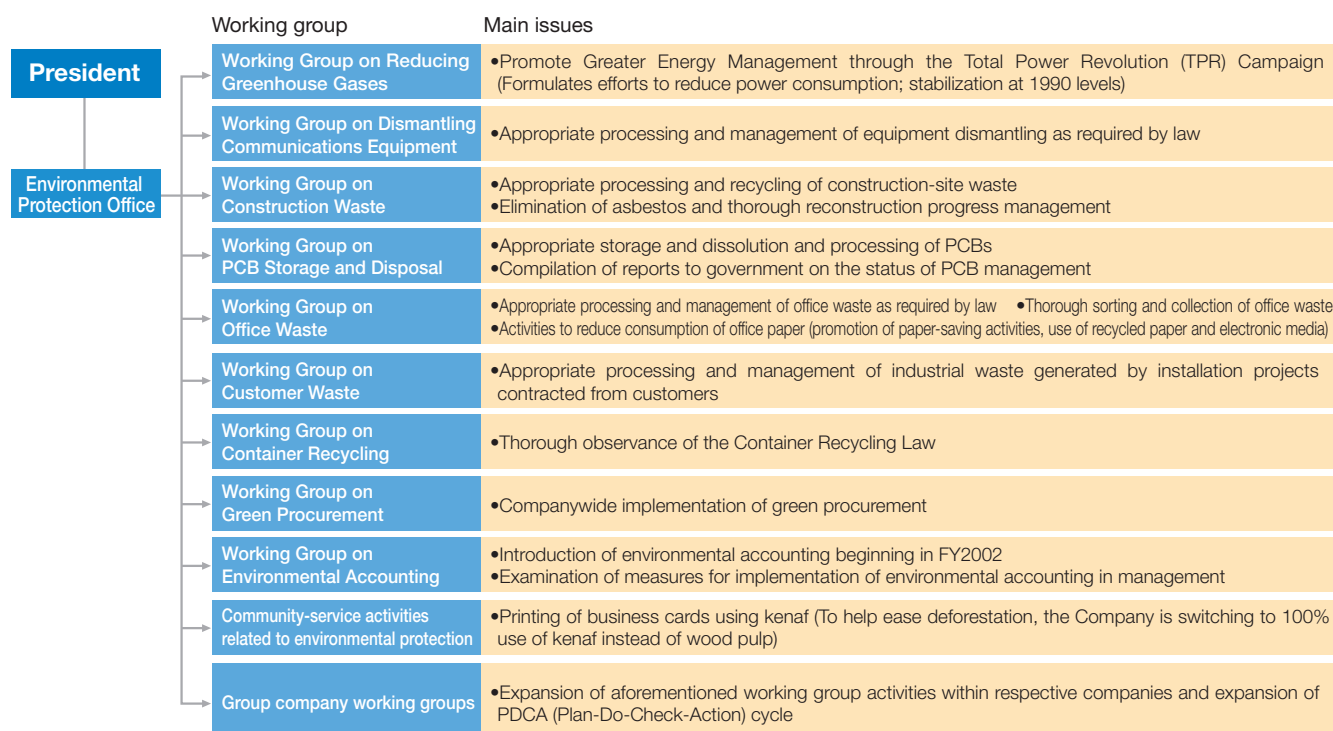 Working group
Main issues
President
Environmental
Protection Office
Working Group on Reducing
Greenhouse Gases
•Promote Greater Energy Management through the Total Power Revolution (TPR) Campaign
(Formulates efforts to reduce power consumption; stabilization at 1990 levels)
Working Group on Dismantling
Communications Equipment
•Appropriate processing and management of equipment dismantling as required by law
Working Group on
Construction Waste
•Appropriate processing and recycling of construction-site waste
•Elimination of asbestos and thorough reconstruction progress management
Working Group on
PCB Storage and Disposal
•Appropriate storage and dissolution and processing of PCBs
•Compilation of reports to government on the status of PCB management
Working Group on
Office Waste
•Appropriate processing and management of office waste as required by law •Thorough sorting and collection of office waste
•Activities to reduce consumption of office paper (promotion of paper-saving activities, use of recycled paper and electronic media)
Working Group on
Customer Waste
•Appropriate processing and management of industrial waste generated by installation projects
contracted from customers
Working Group on
Container Recycling
•Thorough observance of the Container Recycling Law
Working Group on
Green Procurement
•Companywide implementation of green procurement
Working Group on
Environmental Accounting
•Introduction of environmental accounting beginning in FY2002
•Examination of measures for implementation of environmental accounting in management
Community-service activities
related to environmental protection
•Printing of business cards using kenaf (To help ease deforestation, the Company is switching to 100%
use of kenaf instead of wood pulp)
Group company working groups
•Expansion of aforementioned working group activities within respective companies and expansion of
PDCA (Plan-Do-Check-Action) cycle